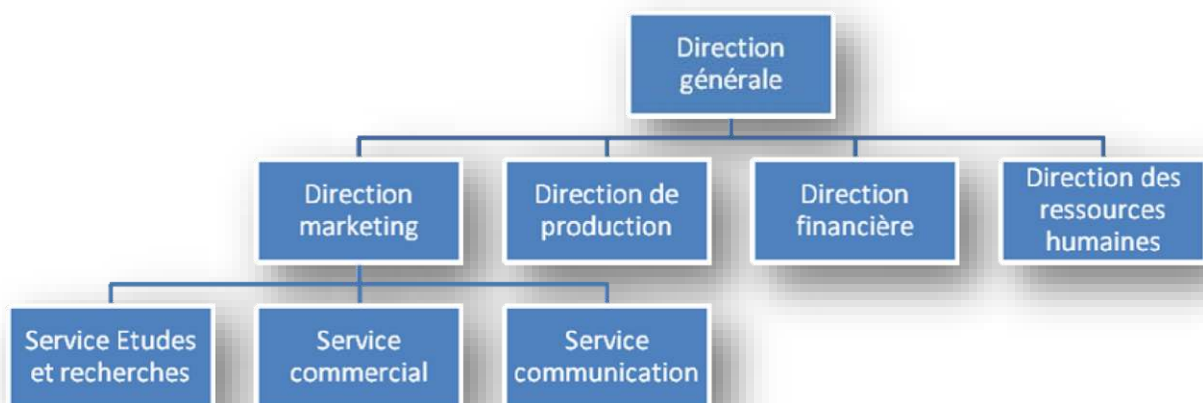 Direction
générale
Direction
marketing
Direction de
production
Direction
financière
Direction des
ressources
humaines
Service Etudes
et recherches
Service
commercial
Service
communication